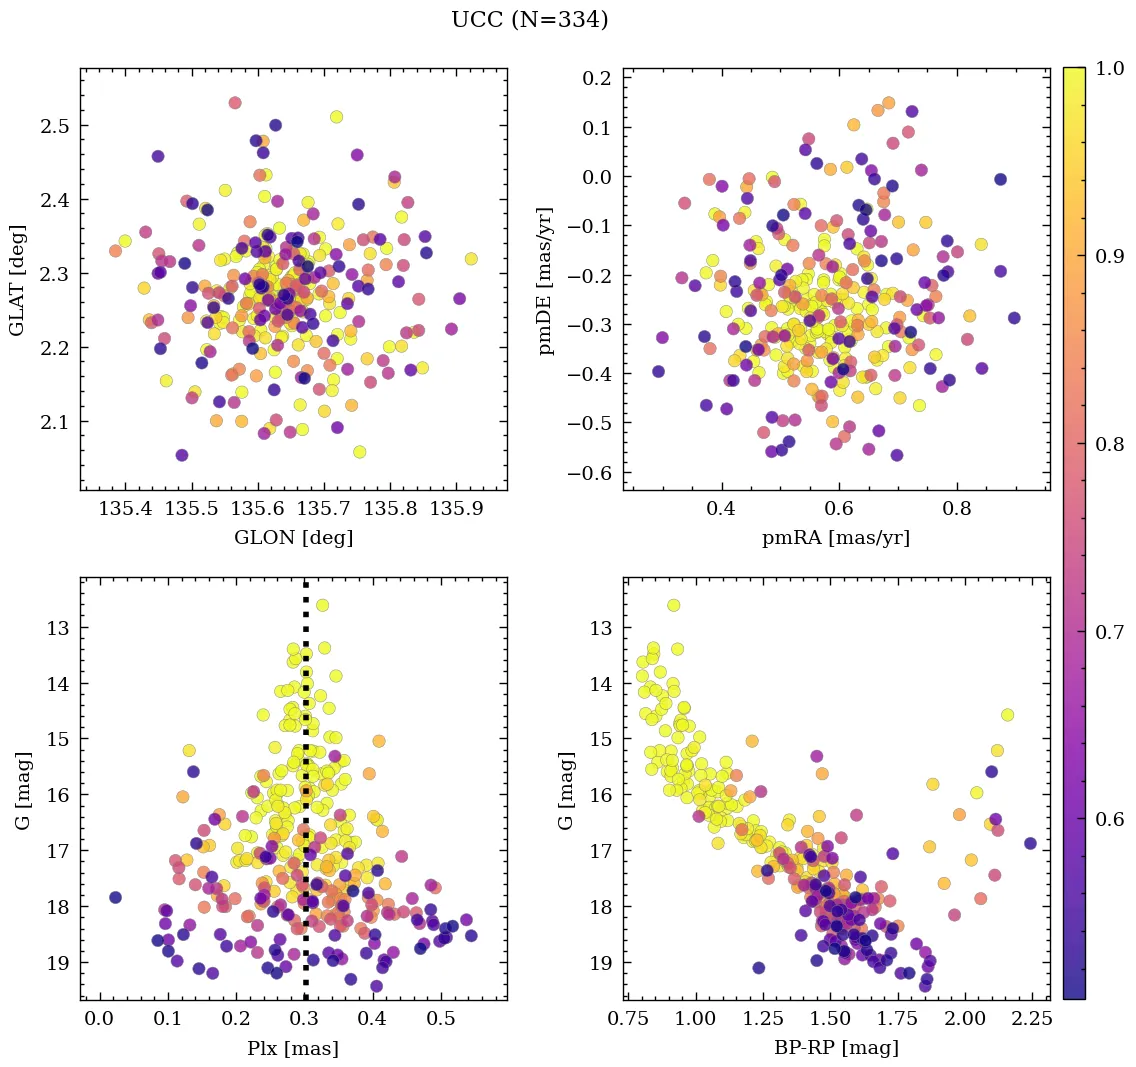 UCC (N=334)
2.5
2.4
2.3
2.2
2.1
GLAT [deg]
135.4 135.5 135.6 135.7 135.8 135.9
GLON [deg]
0.2
0.1
0.0
−0.1
−0.2
−0.3
−0.4
−0.5
−0.6
pmDE [mas/yr]
0.4 0.6 0.8
pmRA [mas/yr]
1.0
0.9
0.8
0.7
0.6
13
14
15
16
17
18
19
G [mag]
0.0 0.1 0.2 0.3 0.4 0.5
Plx [mas]
13
14
15
16
17
18
19
G [mag]
0.75 1.00 1.25 1.50 1.75 2.00 2.25
BP-RP [mag]